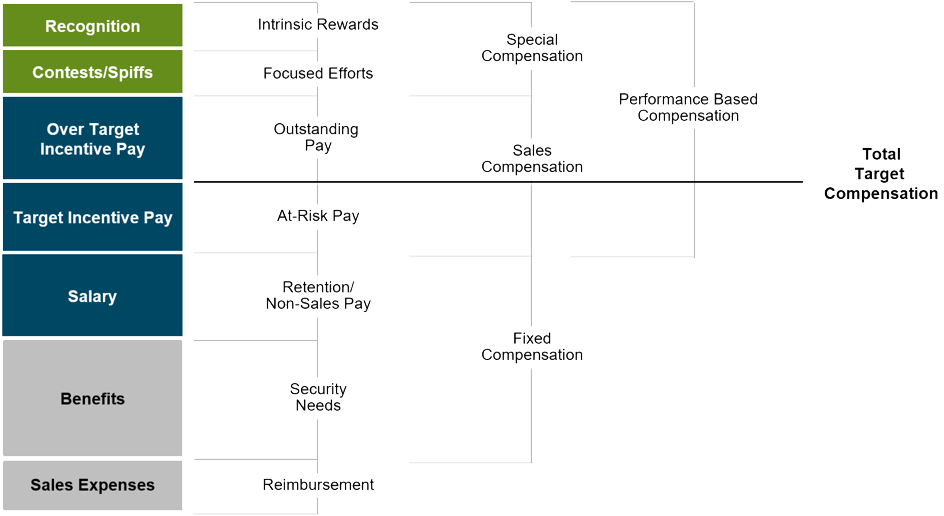 Recognition
Contests/Spiffs
Over Target
Incentive Pay
Target Incentive Pay
Salary
Benefits
Sales Expenses
Intrinsic Rewards
Focused Efforts
Outstanding
Pay
At-Risk Pay
Retention/
Non-Sales Pay
Security
Needs
Reimbursement
Special
Compensation
Sales
Compensation
Fixed
Compensation
Performance Based
Compensation
Total
Target
Compensation